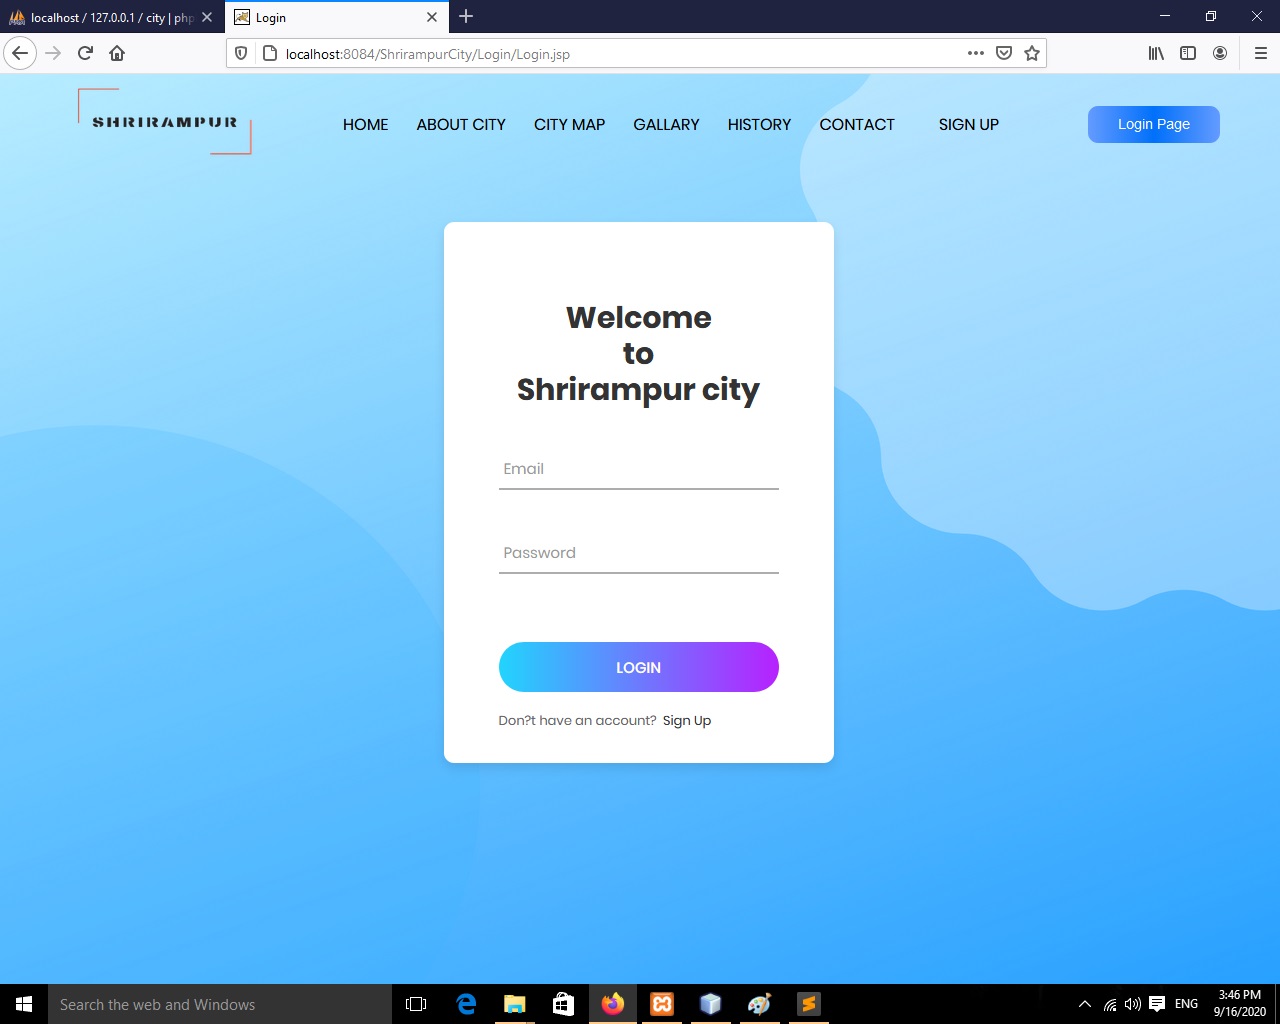 localhost / 127.0.0.1 / city | php
Login
localhost:8084/ShrirampurCity/Login/Login.jsp
SHRIRAMPUR
HOME
ABOUT CITY
CITY MAP
GALLARY
HISTORY
CONTACT
SIGN UP
Login Page
Welcome
to
Shrirampur city
Email
Password
LOGIN
Don?t have an account? Sign Up
Search the web and Windows
ENG
3:46 PM
9/16/2020